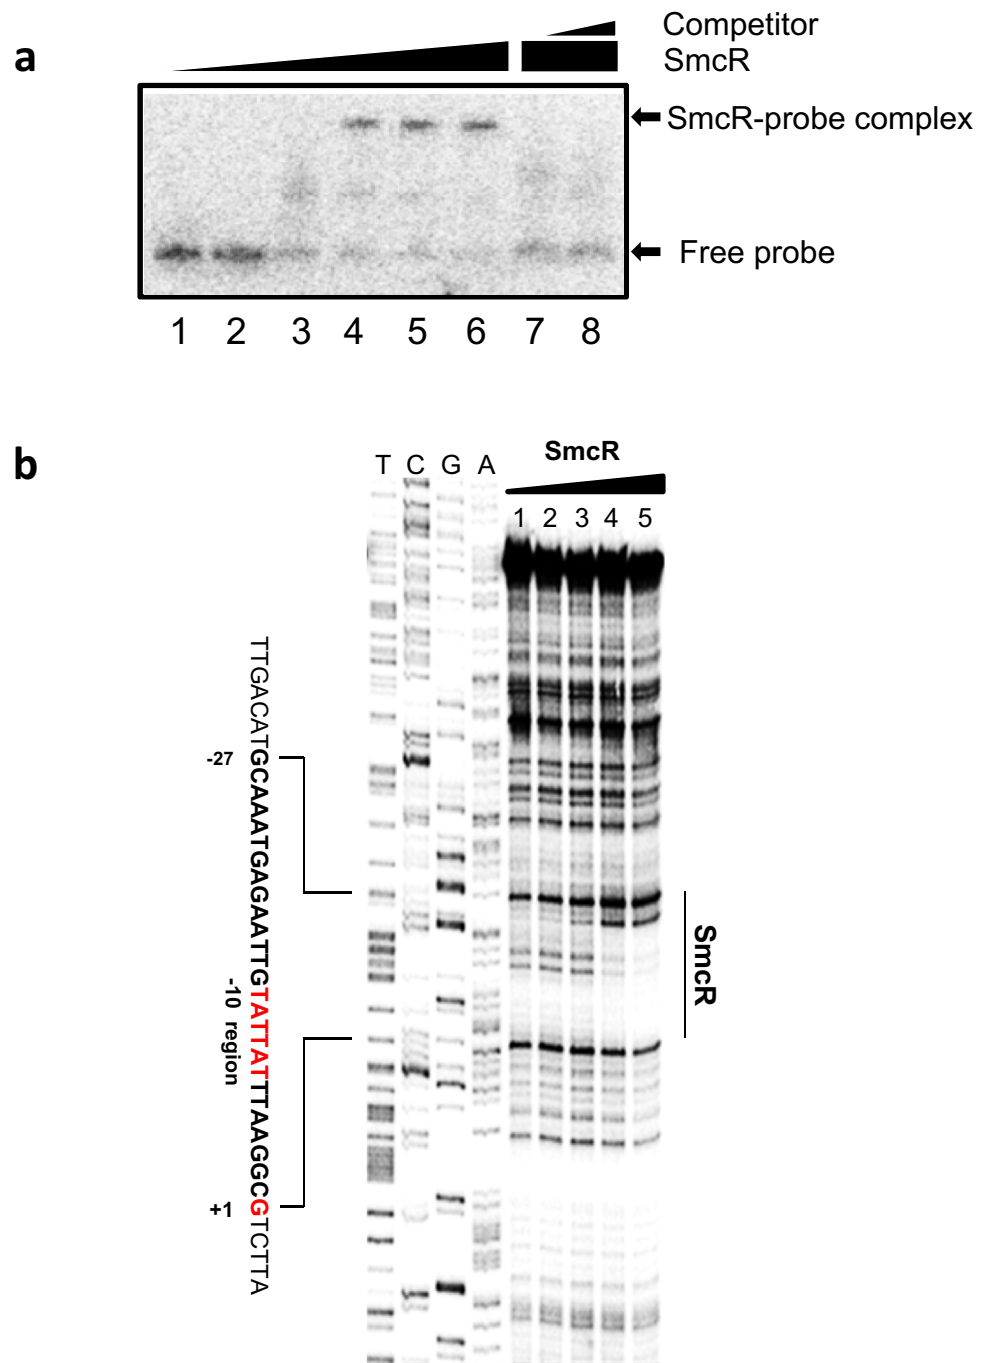 a
Competitor
SmcR
SmcR-probe complex
Free probe
1 2 3 4 5 6 7 8
b
SmcR
T C G A
1 2 3 4 5
TTGACATGCAAATGAGAATTGTATTATTTAAGGCGTCTTA
-27
-10 region
+1
SmcR